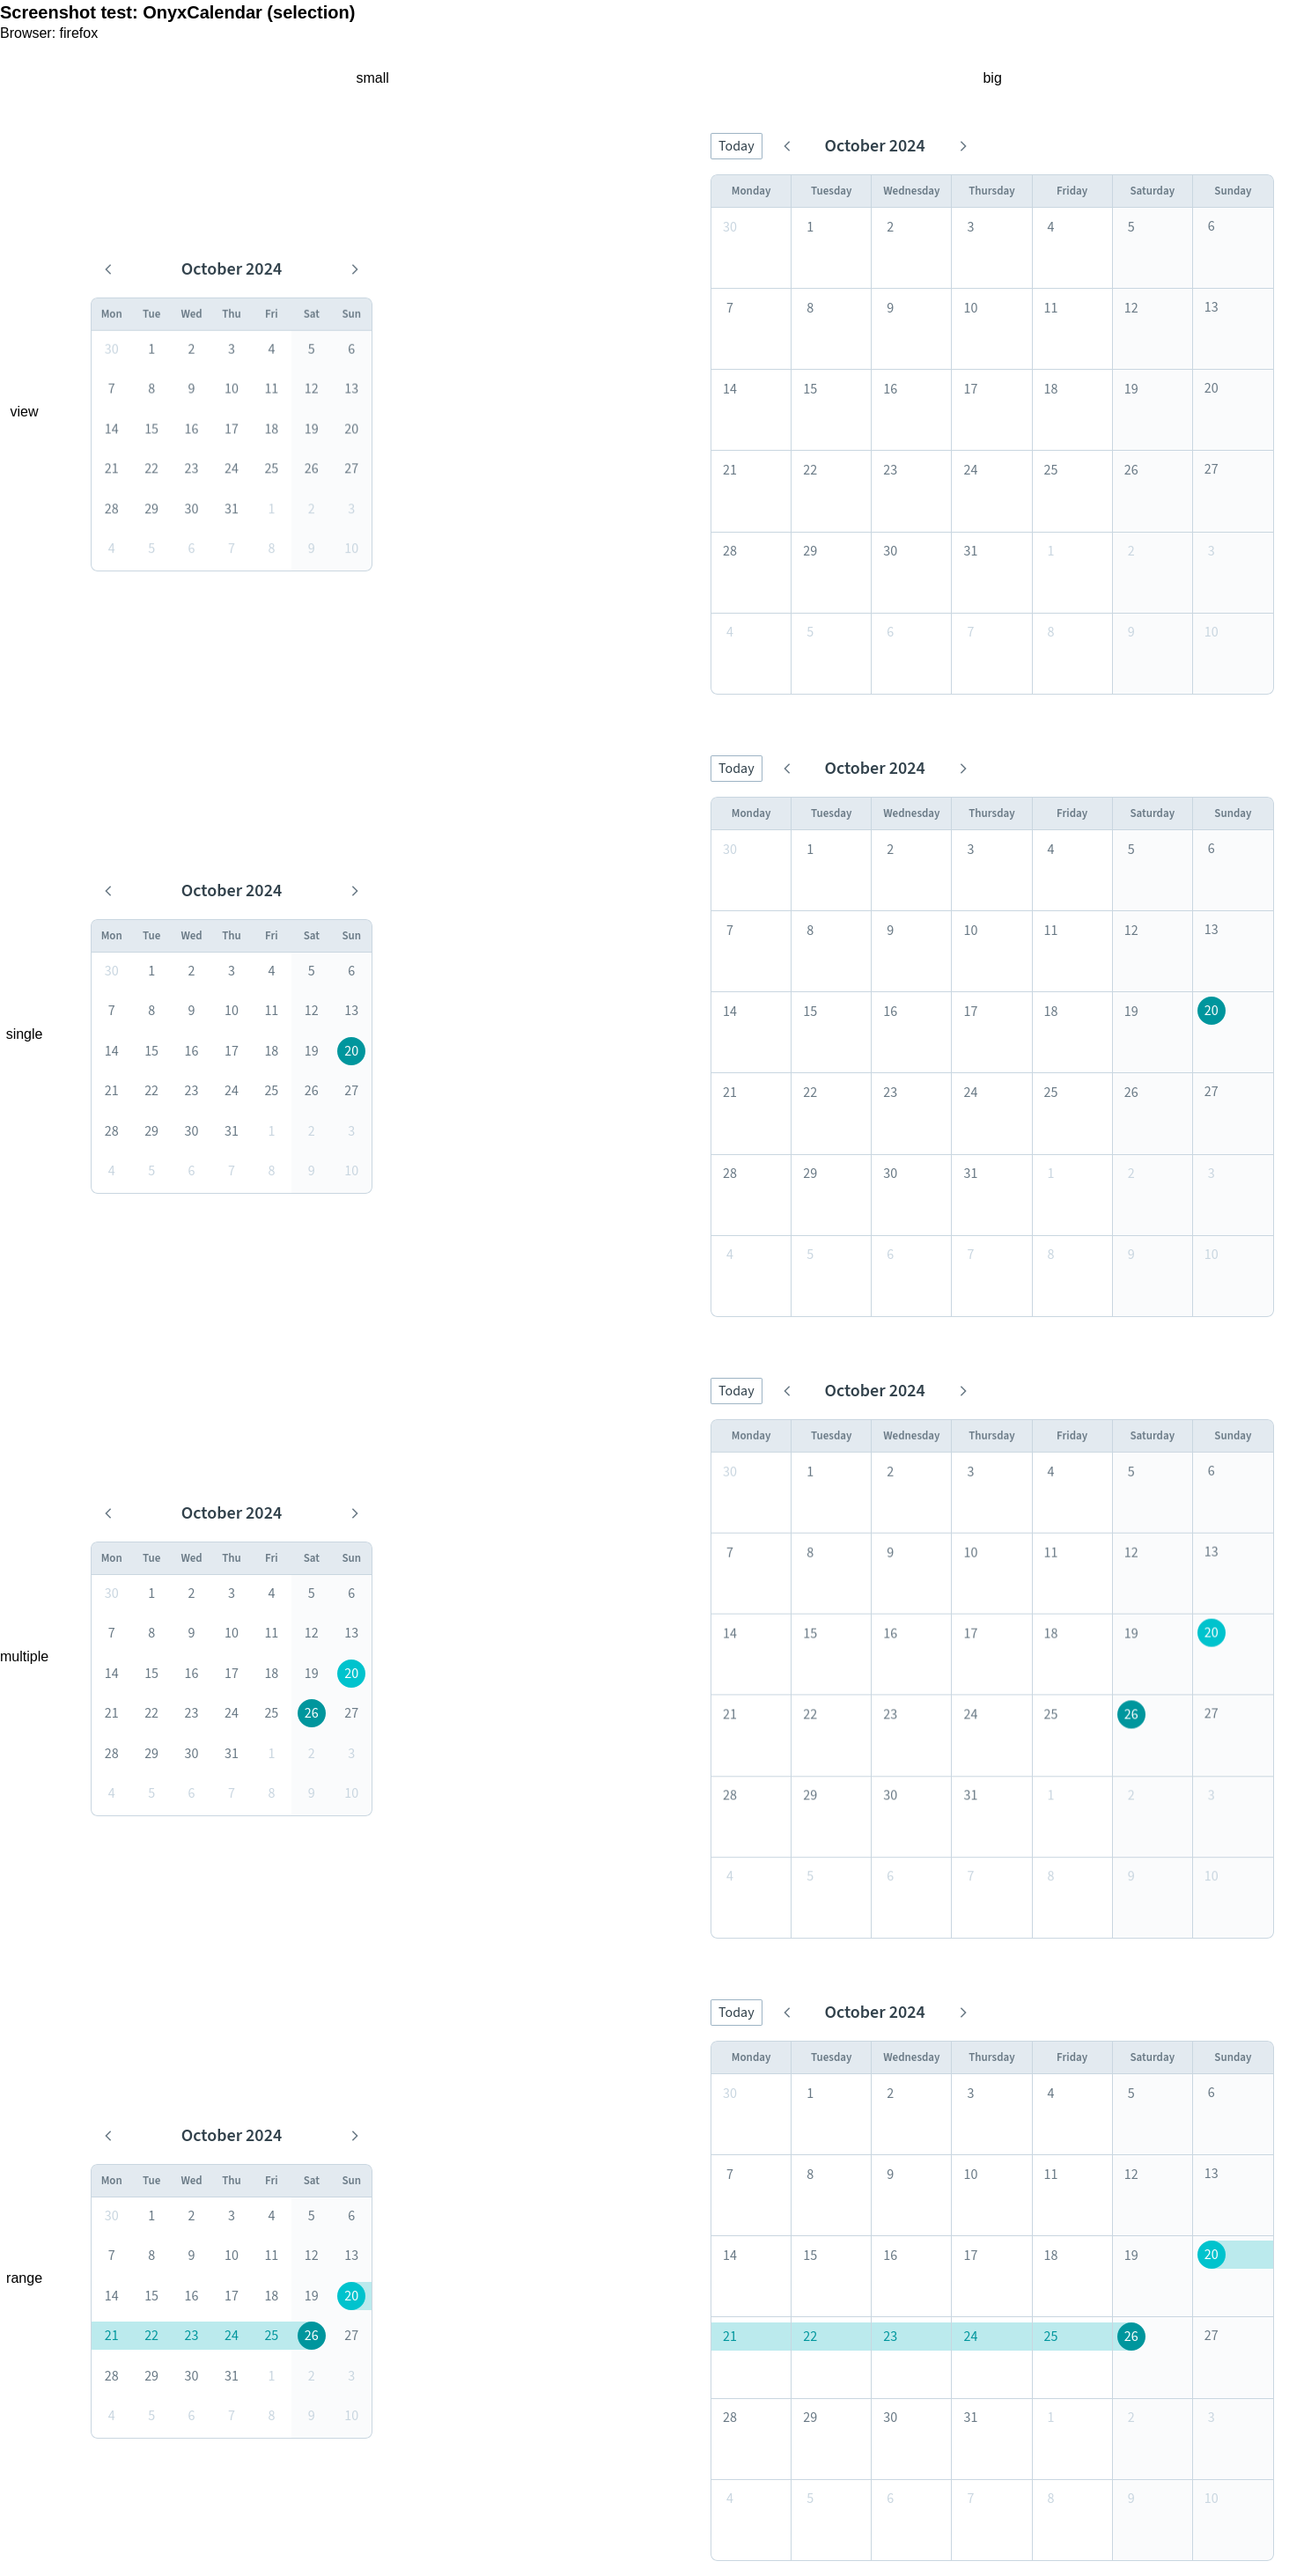 Screenshot test: OnyxCalendar (selection)
Browser: firefox
small big
view
October 2024
Mon Tue Wed Thu Fri Sat Sun
30 1 2 3 4 5 6
7 8 9 10 11 12 13
14 15 16 17 18 19 20
21 22 23 24 25 26 27
28 29 30 31 1 2 3
4 5 6 7 8 9 10
Today October 2024
Monday Tuesday Wednesday Thursday Friday Saturday Sunday
30 1 2 3 4 5 6
7 8 9 10 11 12 13
14 15 16 17 18 19 20
21 22 23 24 25 26 27
28 29 30 31 1 2 3
4 5 6 7 8 9 10
single
October 2024
Mon Tue Wed Thu Fri Sat Sun
30 1 2 3 4 5 6
7 8 9 10 11 12 13
14 15 16 17 18 19 20
21 22 23 24 25 26 27
28 29 30 31 1 2 3
4 5 6 7 8 9 10
Today October 2024
Monday Tuesday Wednesday Thursday Friday Saturday Sunday
30 1 2 3 4 5 6
7 8 9 10 11 12 13
14 15 16 17 18 19 20
21 22 23 24 25 26 27
28 29 30 31 1 2 3
4 5 6 7 8 9 10
multiple
October 2024
Mon Tue Wed Thu Fri Sat Sun
30 1 2 3 4 5 6
7 8 9 10 11 12 13
14 15 16 17 18 19 20
21 22 23 24 25 26 27
28 29 30 31 1 2 3
4 5 6 7 8 9 10
Today October 2024
Monday Tuesday Wednesday Thursday Friday Saturday Sunday
30 1 2 3 4 5 6
7 8 9 10 11 12 13
14 15 16 17 18 19 20
21 22 23 24 25 26 27
28 29 30 31 1 2 3
4 5 6 7 8 9 10
range
October 2024
Mon Tue Wed Thu Fri Sat Sun
30 1 2 3 4 5 6
7 8 9 10 11 12 13
14 15 16 17 18 19 20
21 22 23 24 25 26 27
28 29 30 31 1 2 3
4 5 6 7 8 9 10
Today October 2024
Monday Tuesday Wednesday Thursday Friday Saturday Sunday
30 1 2 3 4 5 6
7 8 9 10 11 12 13
14 15 16 17 18 19 20
21 22 23 24 25 26 27
28 29 30 31 1 2 3
4 5 6 7 8 9 10